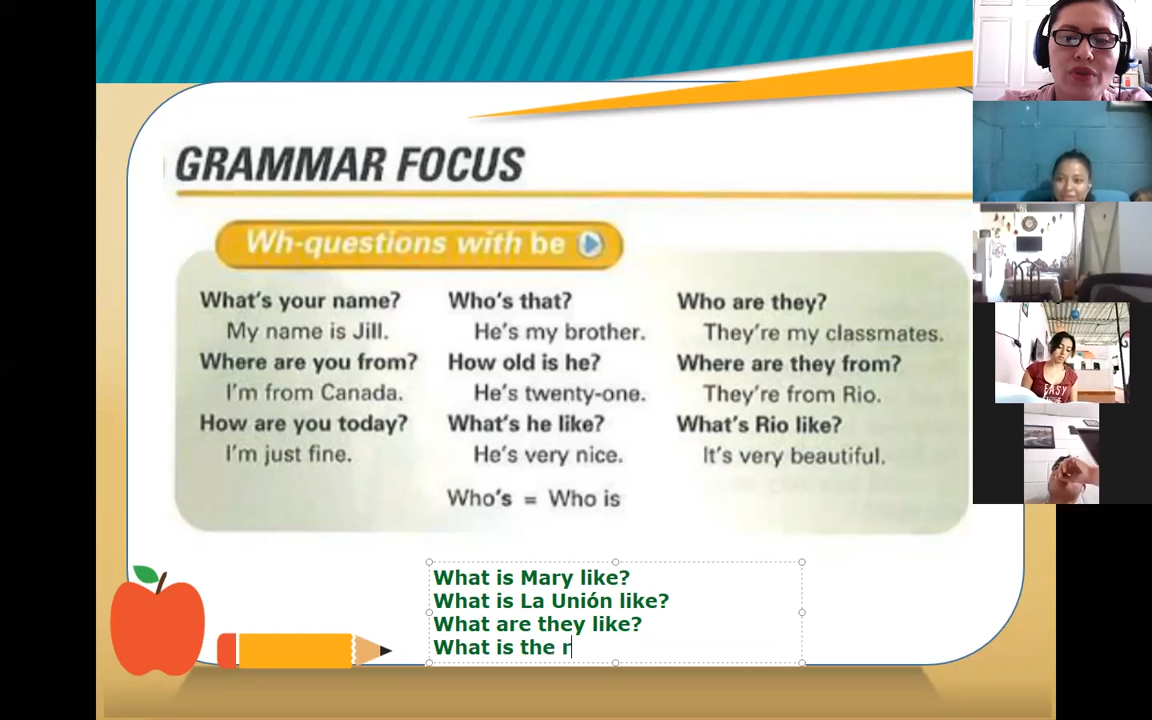 GRAMMAR FOCUS
Wh-questions with be
What's your name?
My name is Jill.
Where are you from?
I'm from Canada.
How are you today?
I'm just fine.
Who's that?
He's my brother.
How old is he?
He's twenty-one.
What's he like?
He's very nice.
Who's = Who is
Who are they?
They're my classmates.
Where are they from?
They're from Rio.
What's Rio like?
It's very beautiful.
What is Mary like?
What is La Unión like?
What are they like?
What is the r
EASY